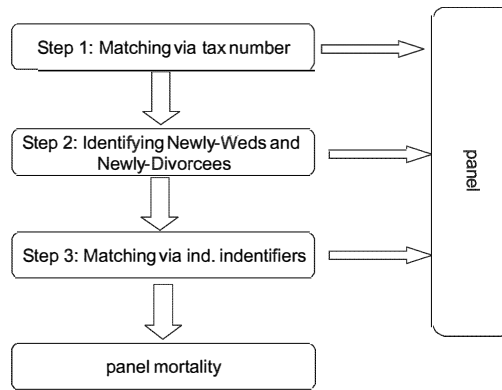 Step 1: Matching via tax number
Step 2: Identifying Newly-Weds and
Newly-Divorcees
Step 3: Matching via ind. indentifiers
panel mortality
panel